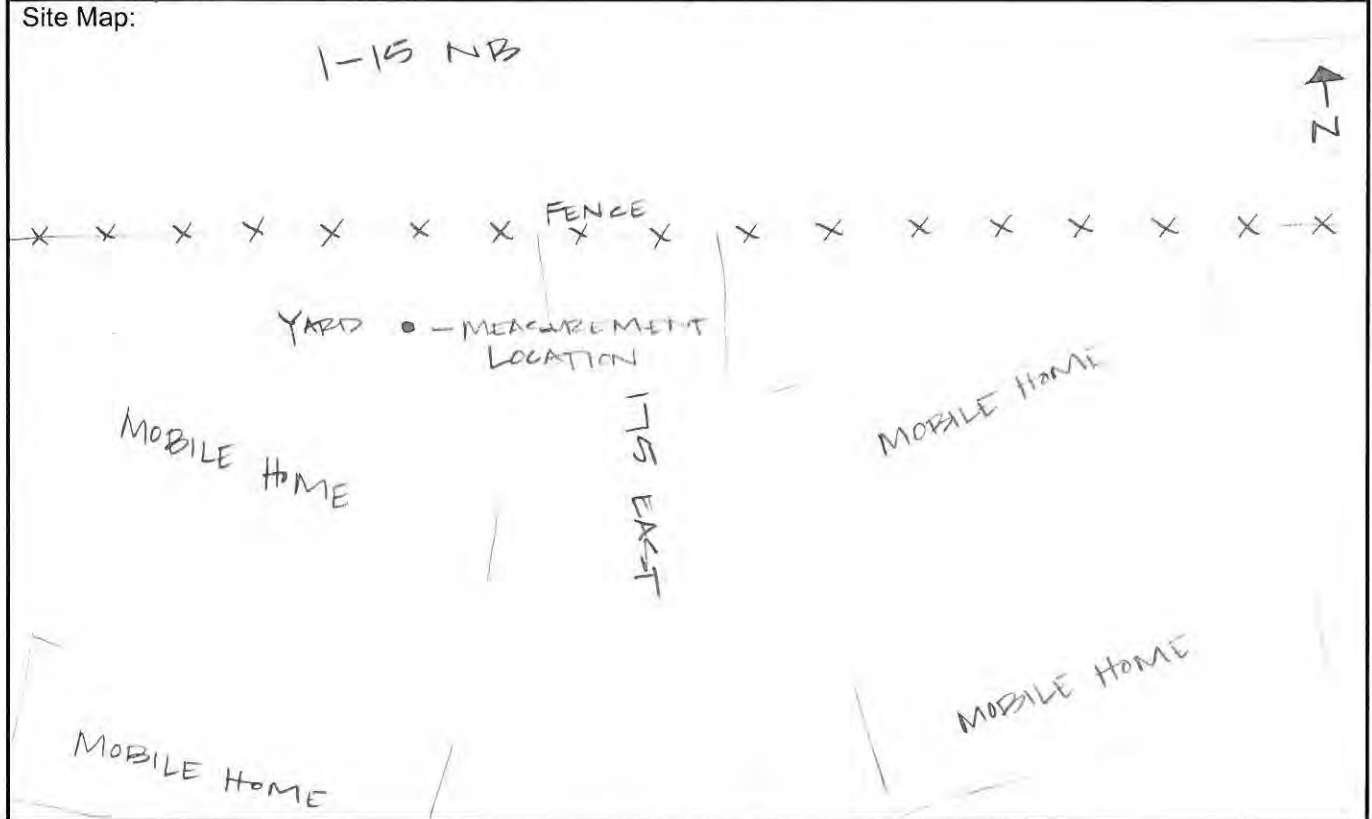 Site Map:
I-15 NB
N
FENCE
X X X X X X X X X X X X X X X X X
YARD • - MEASUREMENT
LOCATION
MOBILE HOME
175 EAST
MOBILE HOME
MOBILE HOME
MOBILE HOME